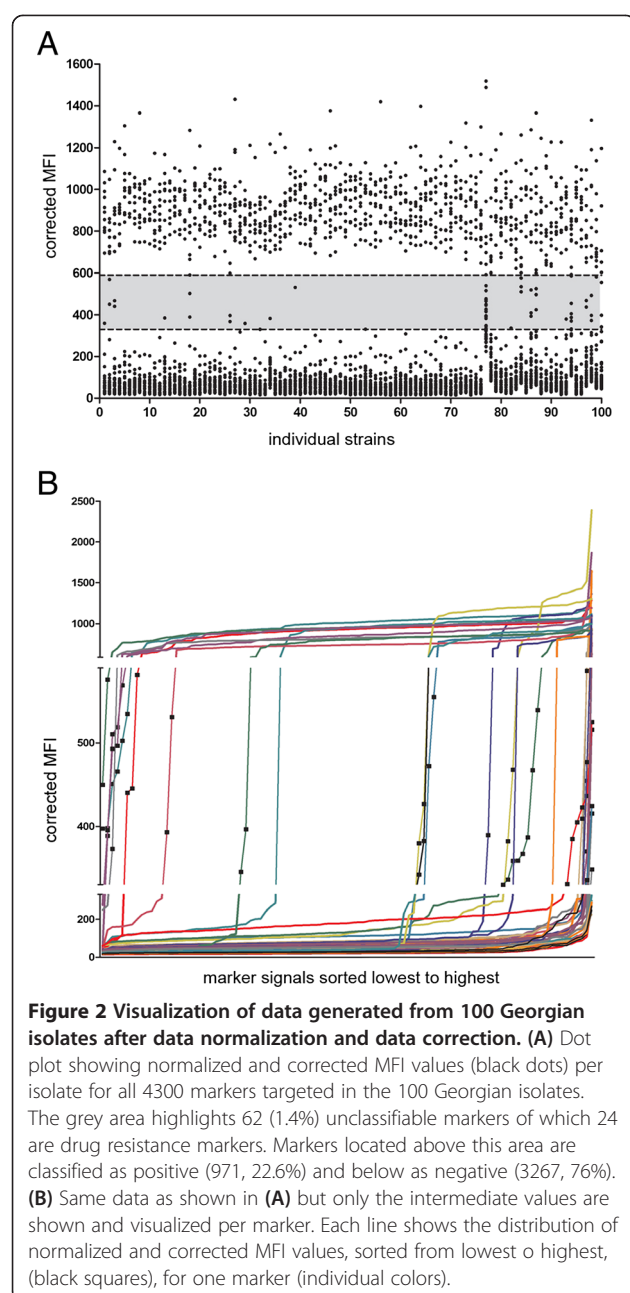 A
1600
1400
1200
1000
800
600
400
200
0
corrected MFI
0 10 20 30 40 50 60 70 80 90 100
individual strains
B
2500
2000
1500
1000
500
400
200
0
corrected MFI
marker signals sorted lowest to highest
Figure 2 Visualization of data generated from 100 Georgian
isolates after data normalization and data correction. (A) Dot
plot showing normalized and corrected MFI values (black dots) per
isolate for all 4300 markers targeted in the 100 Georgian isolates.
The grey area highlights 62 (1.4%) unclassifiable markers of which 24
are drug resistance markers. Markers located above this area are
classified as positive (971, 22.6%) and below as negative (3267, 76%).
(B) Same data as shown in (A) but only the intermediate values are
shown and visualized per marker. Each line shows the distribution of
normalized and corrected MFI values, sorted from lowest o highest,
(black squares), for one marker (individual colors).